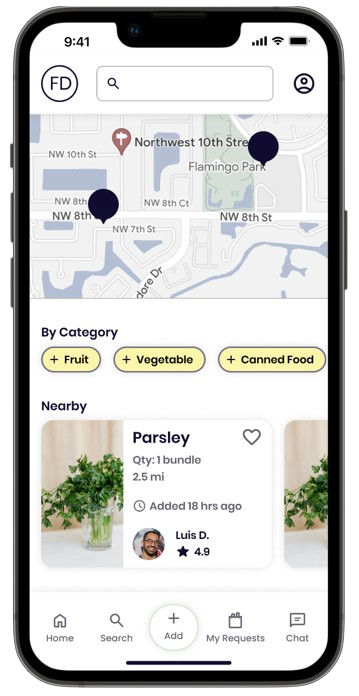 9:41
FD
Northwest 10th Stre
NW 10th St
Flamingo Park
NW 8th
NW 8th Ct
NW 8th
NW 8th St
NW 7th St
dore Dr
By Category
+ Fruit
+ Vegetable
+ Canned Food
Nearby
Parsley
Qty: 1 bundle
2.5 mi
Added 18 hrs ago
Luis D.
4.9
Home
Search
Add
My Requests
Chat